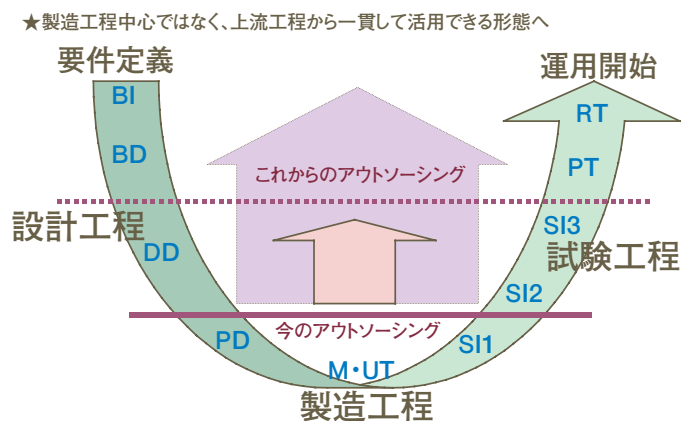 ★製造工程中心ではなく、上流工程から一貫して活用できる形態へ
要件定義
運用開始
BI
RT
BD
PT
これからのアウトソーシング
設計工程
SI3
DD
試験工程
SI2
今のアウトソーシング
PD
SI1
M・UT
製造工程